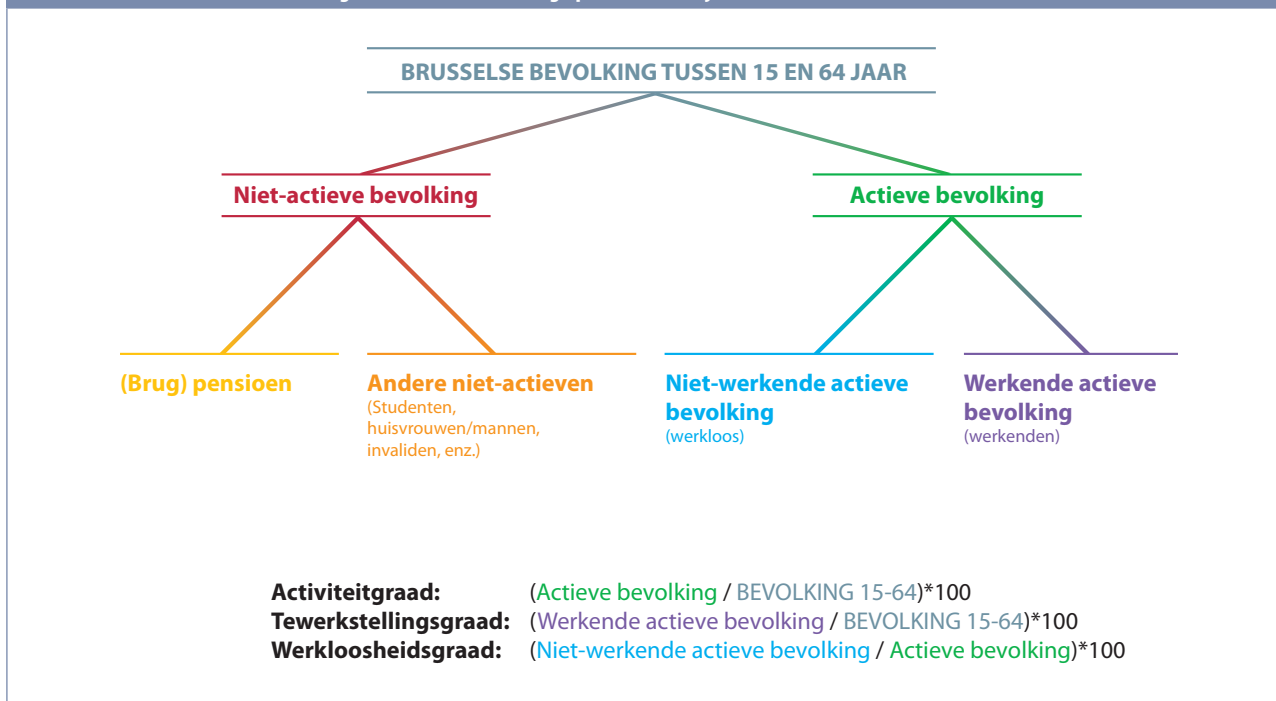 BRUSSELSE BEVOLKING TUSSEN 15 EN 64 JAAR
Niet-actieve bevolking
Actieve bevolking
(Brug) pensioen
Andere niet-actieven
(Studenten,
huisvrouwen/mannen,
invaliden, enz.)
Niet-werkende actieve
bevolking
(werkloos)
Werkende actieve
bevolking
(werkenden)
Activiteitgraad: (Actieve bevolking / BEVOLKING 15-64)*100
Tewerkstellingsgraad: (Werkende actieve bevolking / BEVOLKING 15-64)*100
Werkloosheidsgraad: (Niet-werkende actieve bevolking / Actieve bevolking)*100